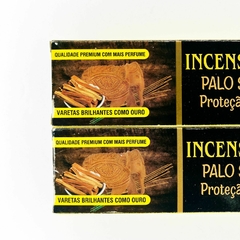 QUALIDADE PREMIUM COM MAIS PERFUME
VARETAS BRILHANTES COMO OURO
INCENS
PALO S
Proteçã
QUALIDADE PREMIUM COM MAIS PERFUME
VARETAS BRILHANTES COMO OURO
INCENS
PALO S
Proteçã